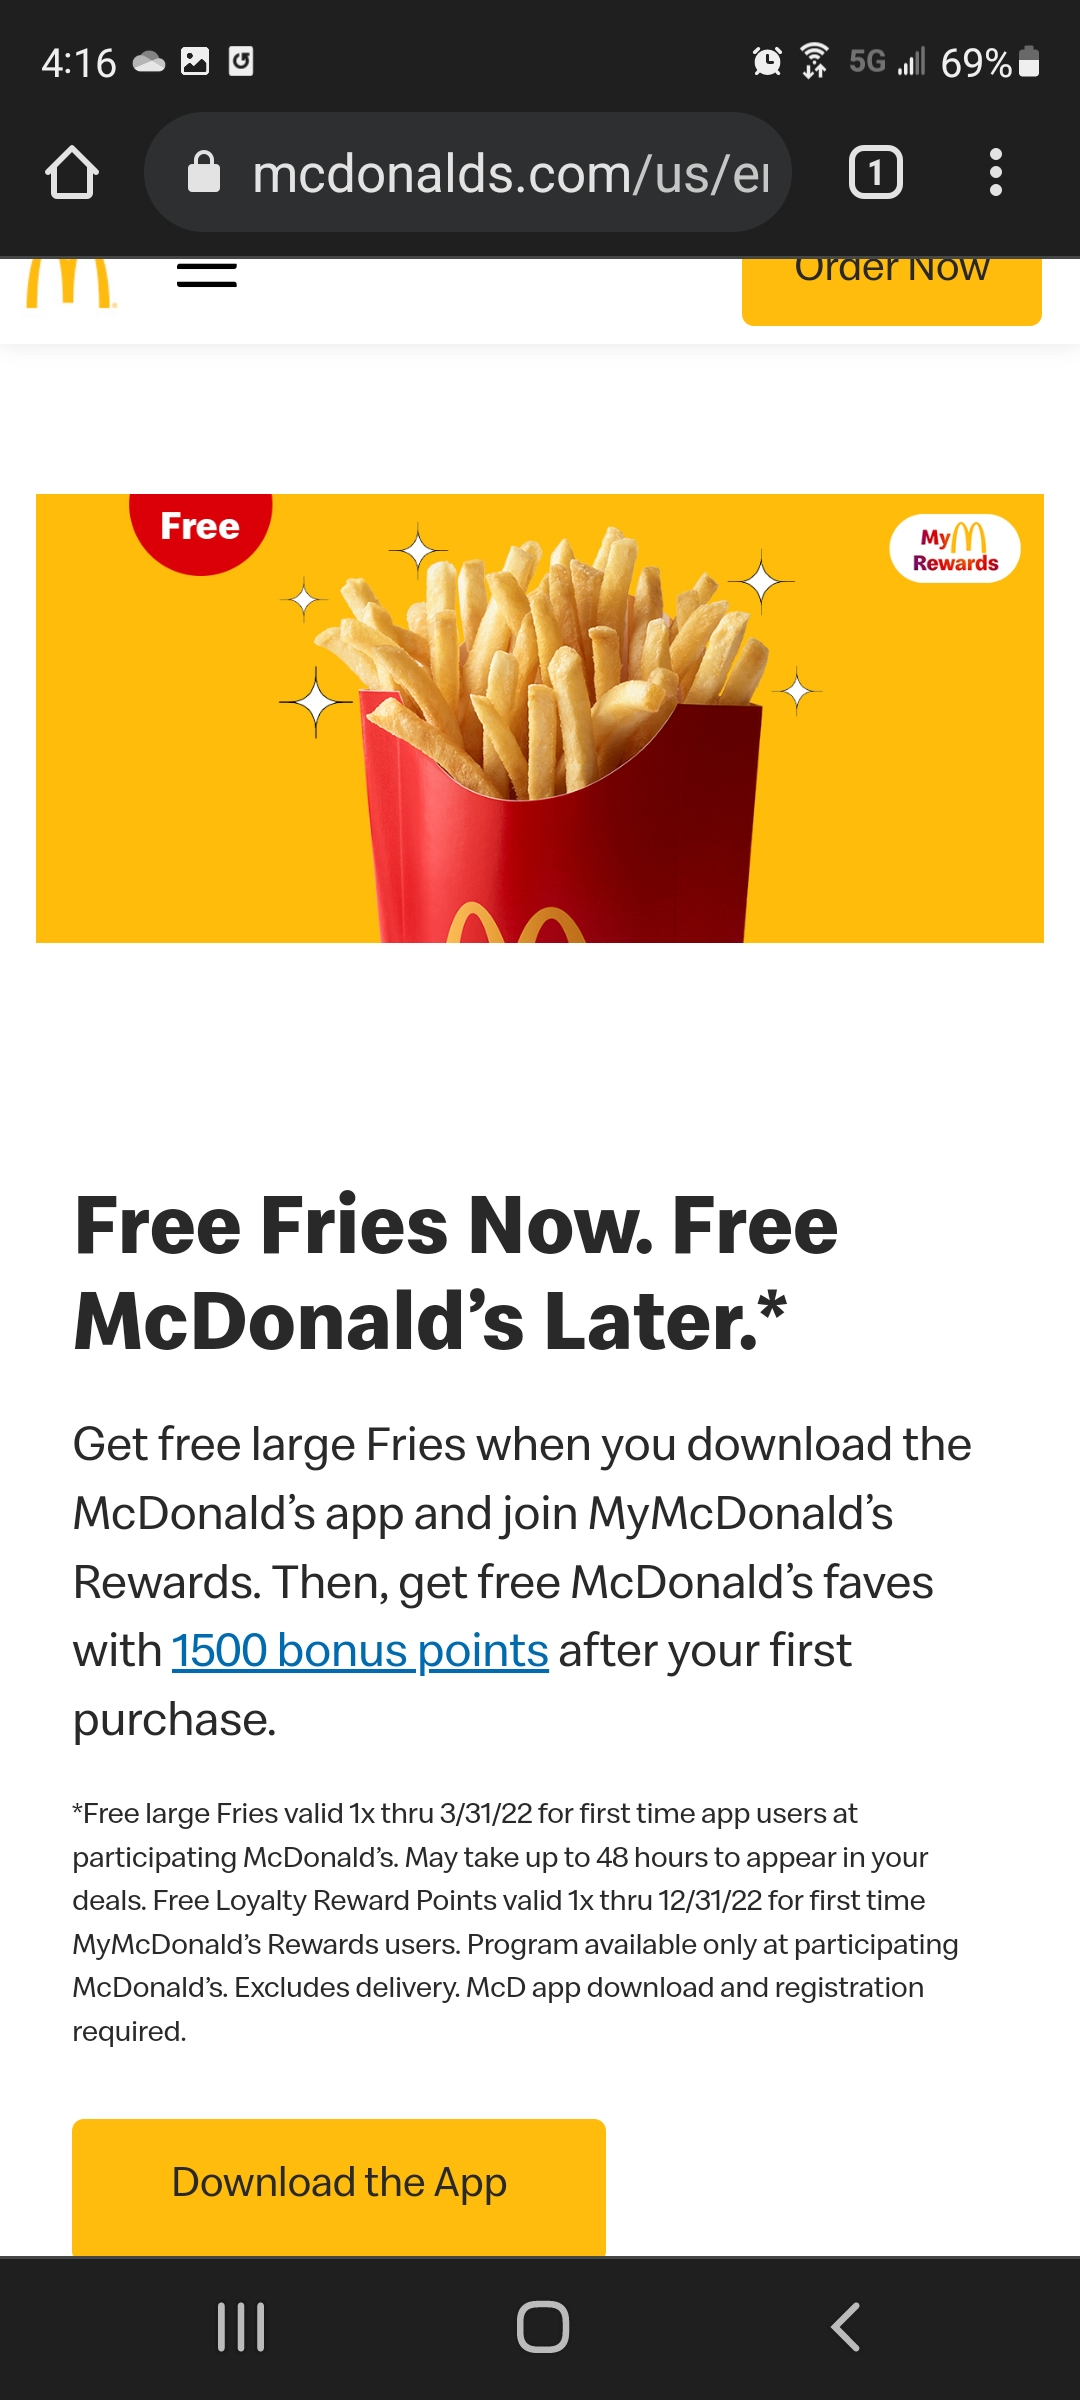 4:16 5G 69%
mcdonalds.com/us/
1
Order Now
Free
My
Rewards
Free Fries Now. Free
McDonald’s Later.*
Get free large Fries when you download the
McDonald’s app and join MyMcDonald’s
Rewards. Then, get free McDonald’s faves
with 1500 bonus points after your first
purchase.
*Free large Fries valid 1x thru 3/31/22 for first time app users at
participating McDonald’s. May take up to 48 hours to appear in your
deals. Free Loyalty Reward Points valid 1x thru 12/31/22 for first time
MyMcDonald’s Rewards users. Program available only at participating
McDonald’s. Excludes delivery. McD app download and registration
required.
Download the App